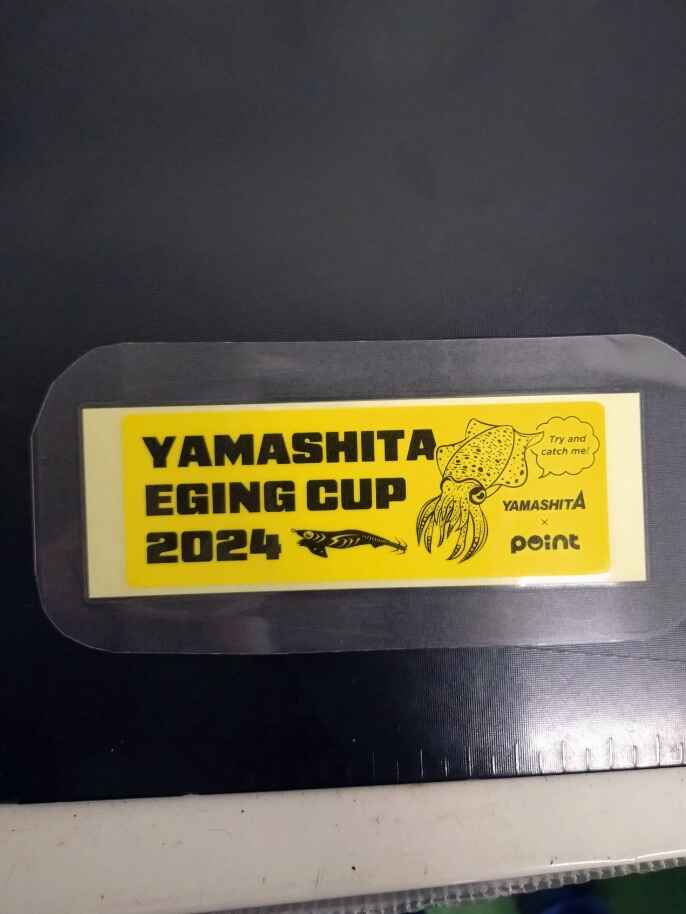 YAMASHITA
EGING CUP
2024
Try and
catch me!
YAMASHITA
×
point